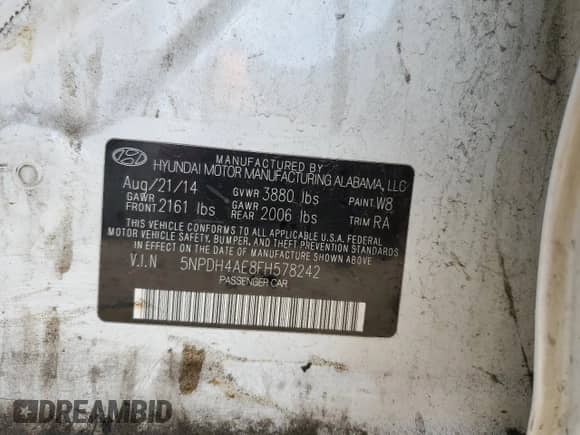 MANUFACTURED BY
HYUNDAI MOTOR MANUFACTURING ALABAMA, LLC
Aug/21/14 GVWR 3880 lbs PAINT W8
GAWR FRONT 2161 lbs GAWR REAR 2006 lbs TRIM RA
THIS VEHICLE CONFORMS TO ALL APPLICABLE U.S.A. FEDERAL
MOTOR VEHICLE SAFETY, BUMPER, AND THEFT PREVENTION STANDARDS
IN EFFECT ON THE DATE OF MANUFACTURE SHOWN ABOVE
V.I.N 5NPDH4AE8FH578242
PASSENGER CAR
DREAMBID